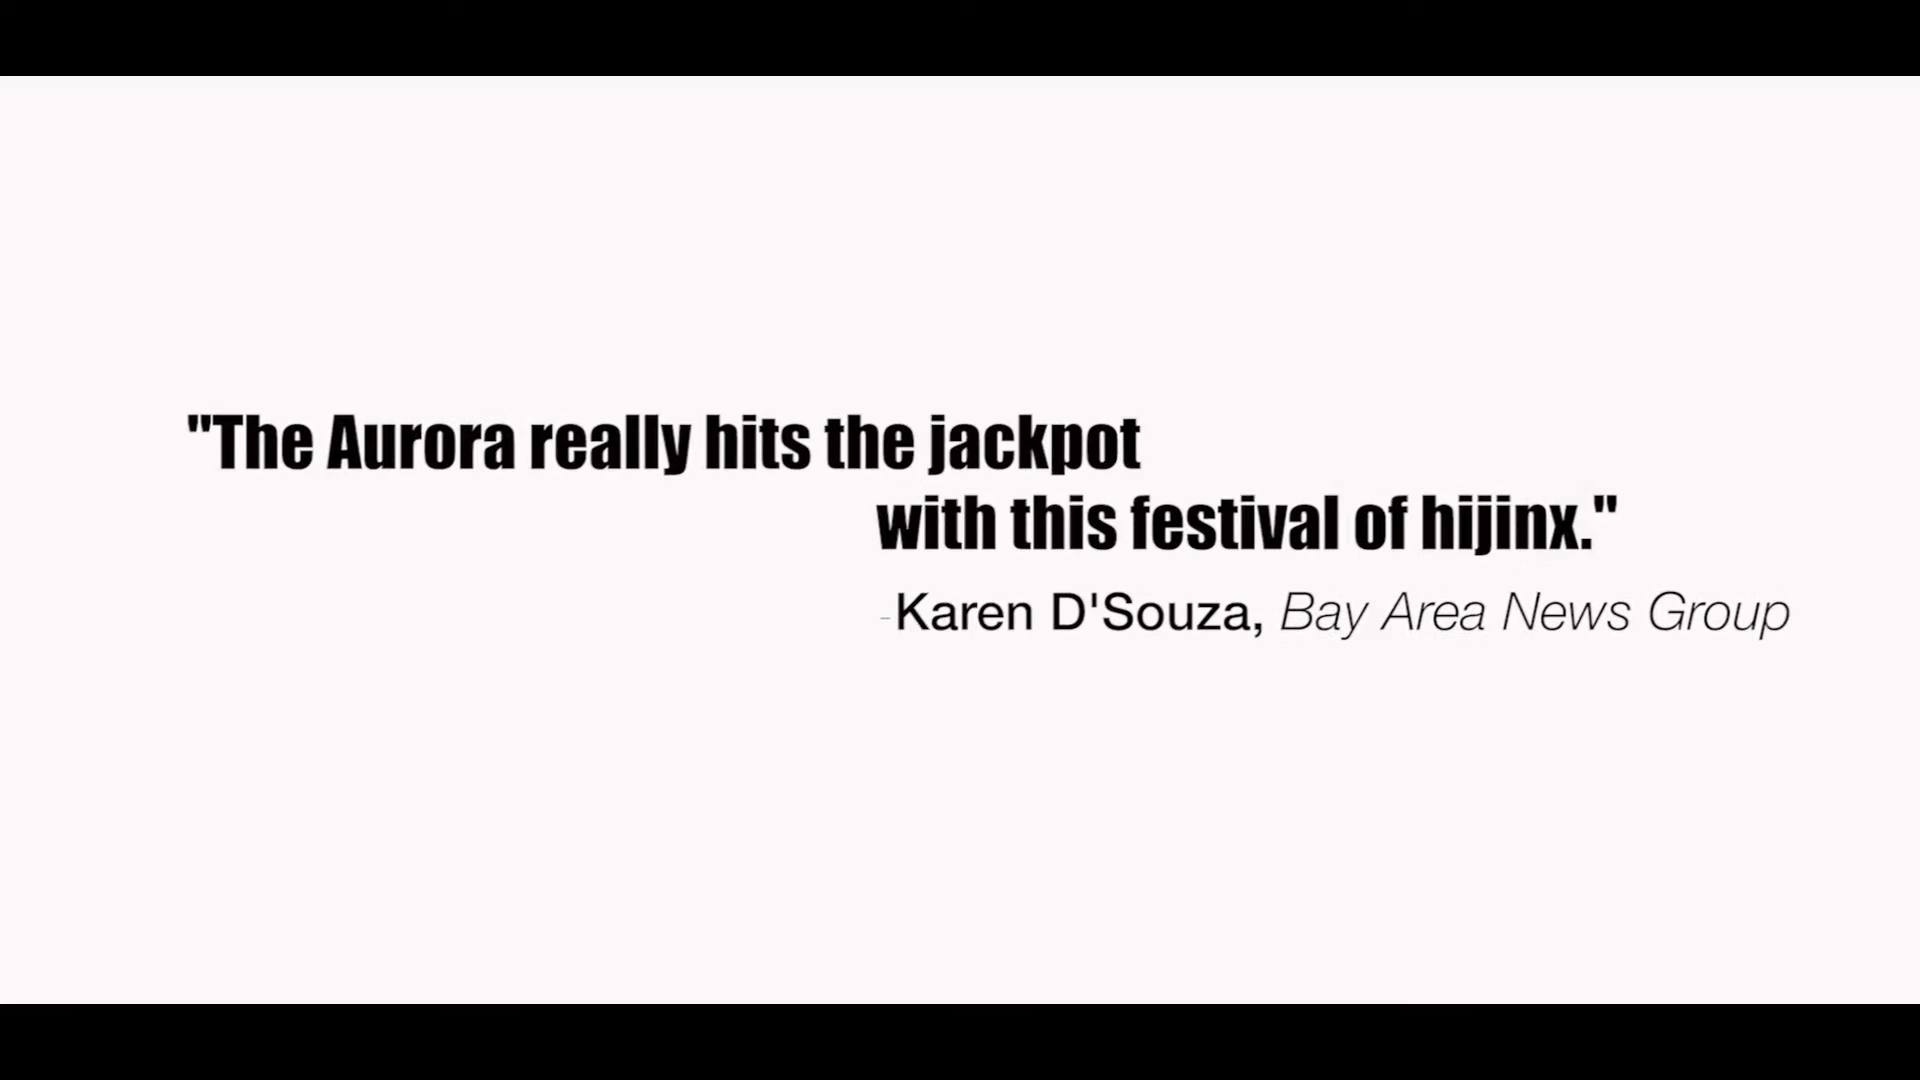 "The Aurora really hits the jackpot
with this festival of hijinx."
-Karen D'Souza, Bay Area News Group